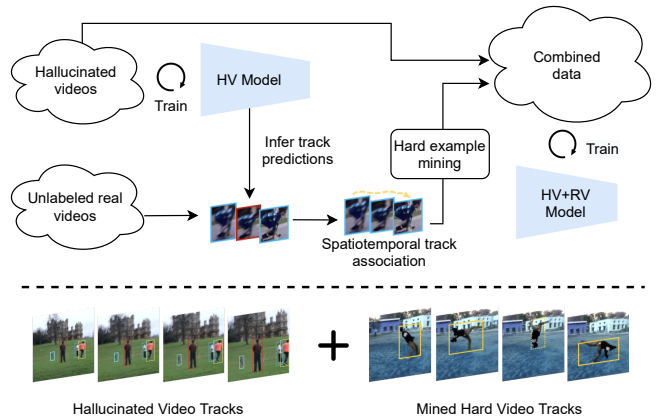 Hallucinated
videos
Train
HV Model
Combined
data
Infer track
predictions
Hard example
mining
Train
Unlabeled real
videos
HV+RV
Model
Spatiotemporal track
association
Hallucinated Video Tracks
Mined Hard Video Tracks